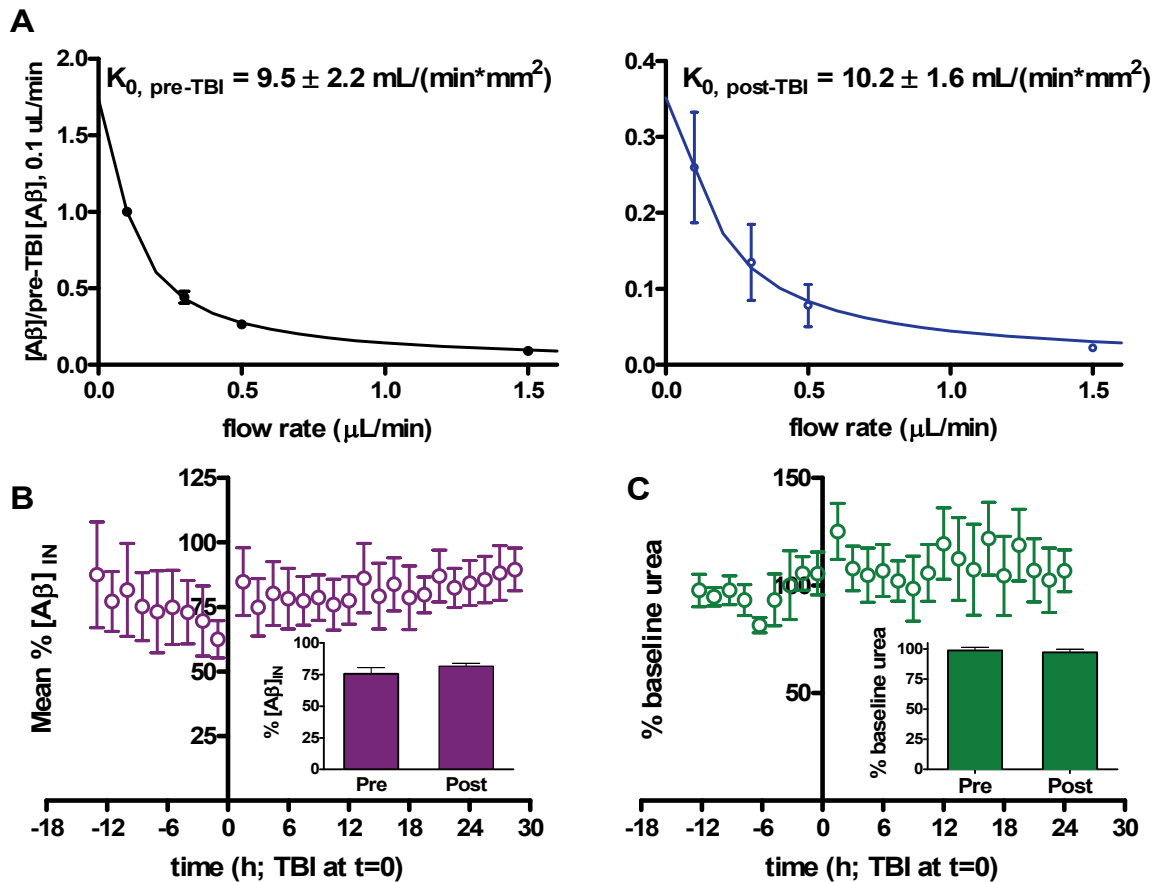 A
K0, pre-TBI = 9.5 ± 2.2 mL/(min*mm²)
[Aβ]/pre-TBI [Aβ], 0.1 uL/min
2.0
1.5
1.0
0.5
0.0
0.0 0.5 1.0 1.5
flow rate (μL/min)
K0, post-TBI = 10.2 ± 1.6 mL/(min*mm²)
0.4
0.3
0.2
0.1
0.0
0.0 0.5 1.0 1.5
flow rate (μL/min)
B
Mean % [Aβ] IN
125
100
75
50
25
-18 -12 -6 0 6 12 18 24 30
time (h; TBI at t=0)
% [Aβ]IN
100
75
50
25
0
Pre Post
C
% baseline urea
150
100
50
-18 -12 -6 0 6 12 18 24 30
time (h; TBI at t=0)
% baseline urea
100
75
50
25
0
Pre Post